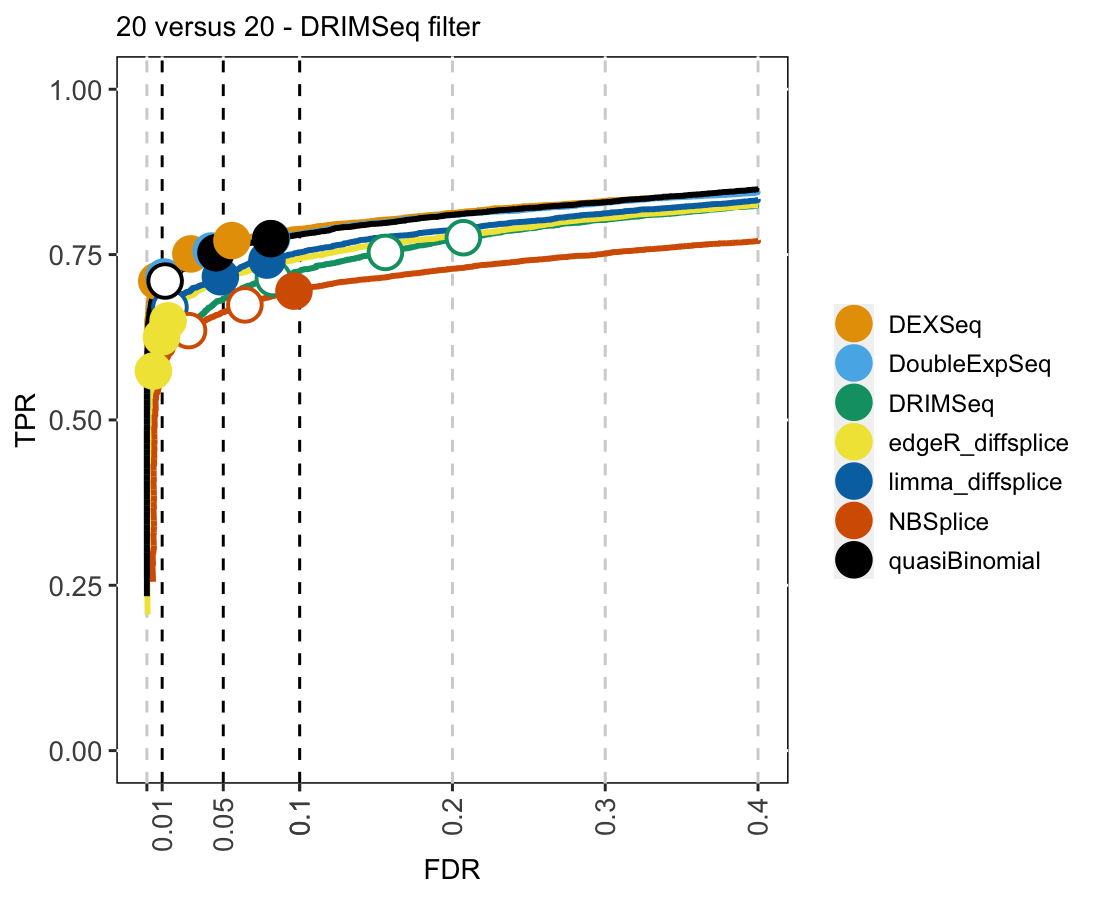 20 versus 20 - DRIMSeq filter
TPR
1.00
0.75
0.50
0.25
0.00
0.01
0.05
0.1
0.2
0.3
0.4
FDR
DEXSeq
DoubleExpSeq
DRIMSeq
edgeR_diffsplice
limma_diffsplice
NBSplice
quasiBinomial